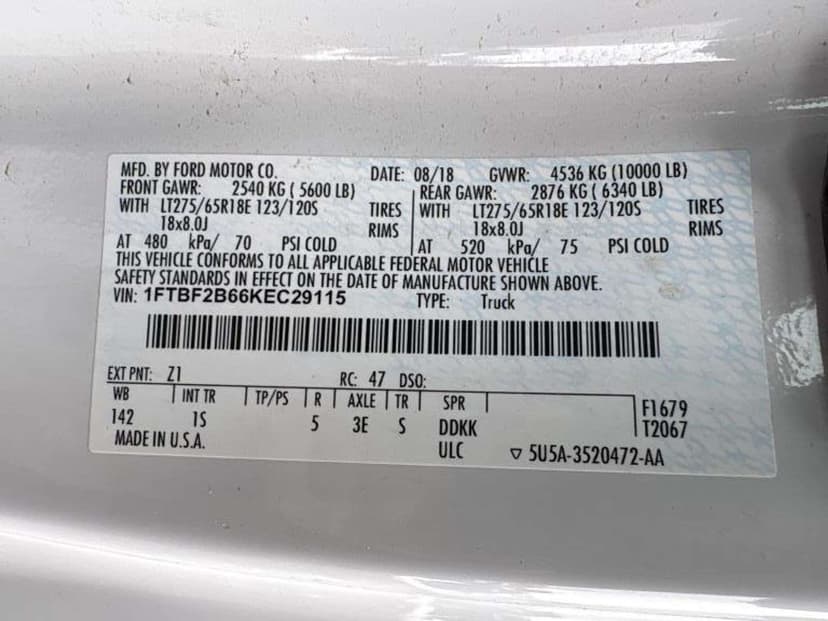 MFD. BY FORD MOTOR CO. DATE: 08/18 GVWR: 4536 KG (10000 LB)
FRONT GAWR: 2540 KG ( 5600 LB) REAR GAWR: 2876 KG ( 6340 LB)
WITH LT275/65R18E 123/120S TIRES WITH LT275/65R18E 123/120S TIRES
18x8.0J RIMS 18x8.0J RIMS
AT 480 kPa/ 70 PSI COLD AT 520 kPa/ 75 PSI COLD
THIS VEHICLE CONFORMS TO ALL APPLICABLE FEDERAL MOTOR VEHICLE
SAFETY STANDARDS IN EFFECT ON THE DATE OF MANUFACTURE SHOWN ABOVE.
VIN: 1FTBF2B66KEC29115 TYPE: Truck
EXT PNT: Z1 RC: 47 DSO:
WB INT TR TP/PS R AXLE TR SPR F1679
142 1S 5 3E S DDKK T2067
MADE IN U.S.A. ULC ▽ 5U5A-3520472-AA